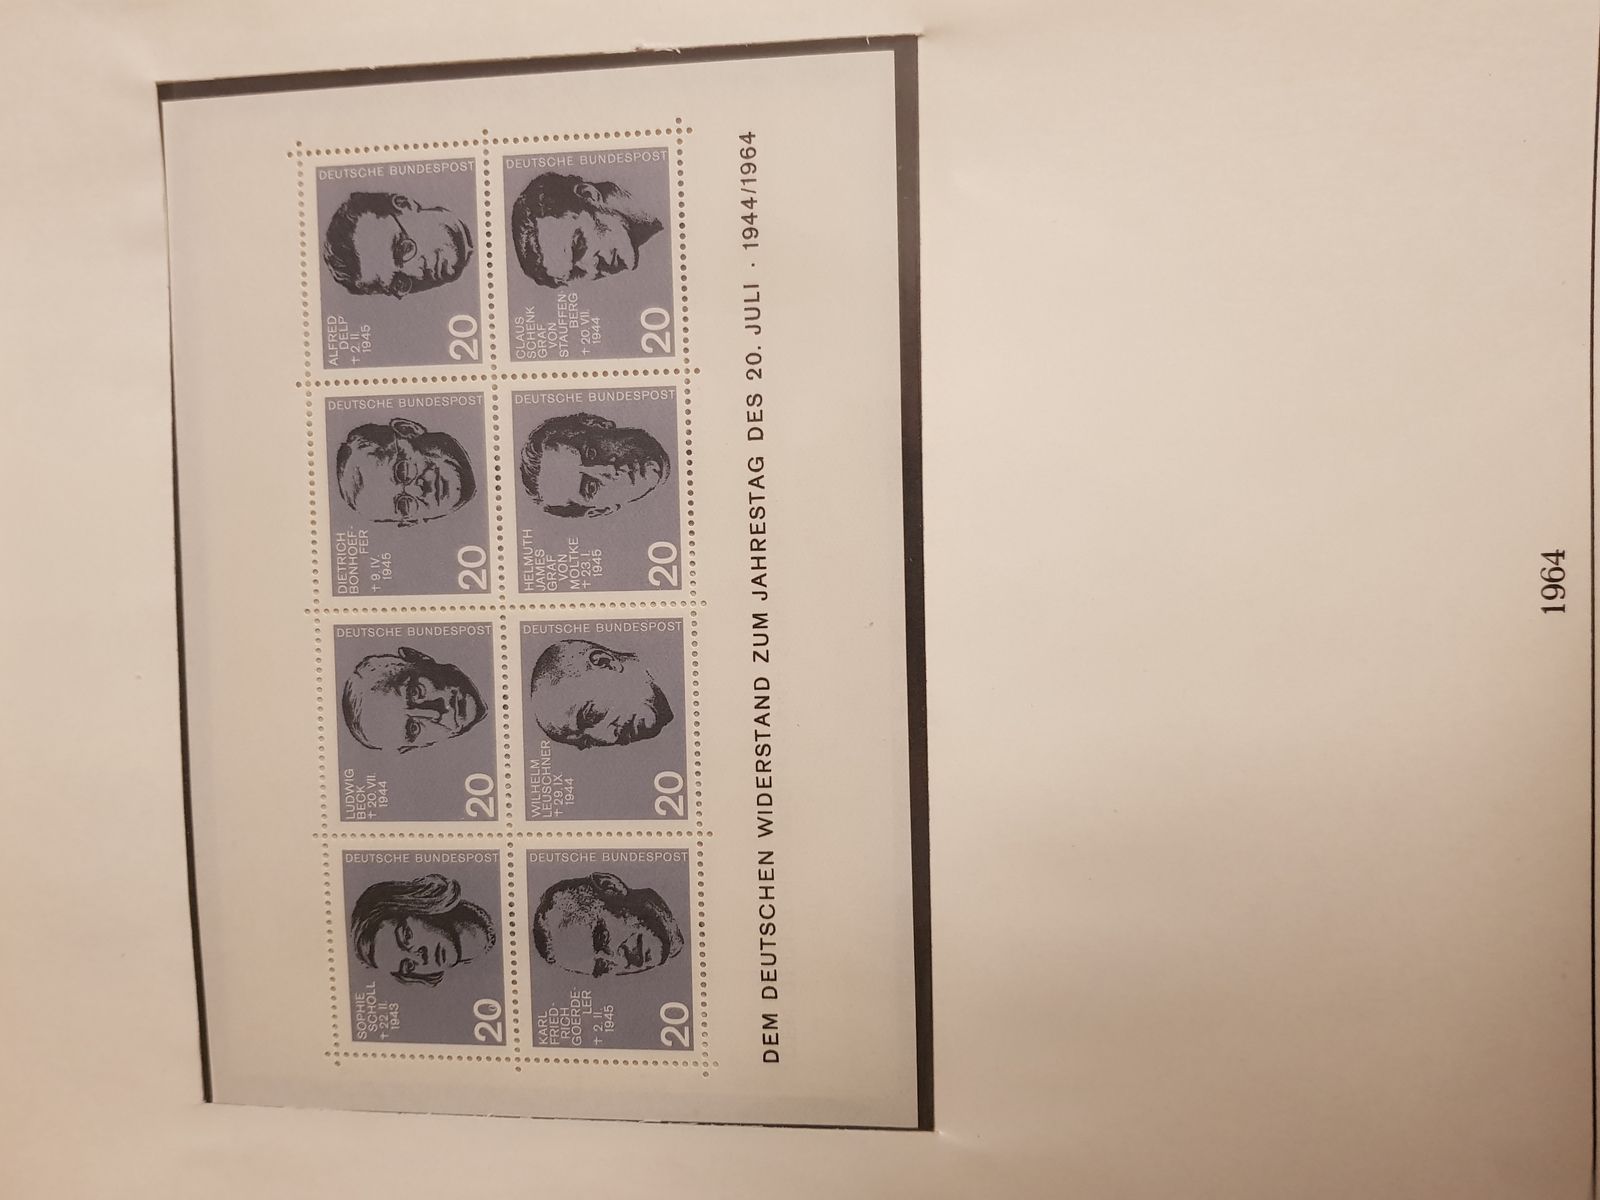 DEUTSCHE BUNDESPOST
SOPHIE
SCHOLL
† 22 II.
1943
20
DEUTSCHE BUNDESPOST
LUDWIG
BECK
† 20. VII.
1944
20
DEUTSCHE BUNDESPOST
DIETRICH
BONHOEF-
FER
† 9. IV.
1945
20
DEUTSCHE BUNDESPOST
ALFRED
DELP
† 2. II.
1945
20
DEUTSCHE BUNDESPOST
KARL
FRIED-
RICH
GOERDE-
LER
† 2. II.
1945
20
DEUTSCHE BUNDESPOST
WILHELM
LEUSCHNER
† 29. IX.
1944
20
DEUTSCHE BUNDESPOST
HELMUTH
JAMES
GRAF
VON
MOLTKE
† 23. I.
1945
20
DEUTSCHE BUNDESPOST
CLAUS
SCHENK
GRAF
VON
STAUFFEN-
BERG
† 20. VII.
1944
20
DEM DEUTSCHEN WIDERSTAND ZUM JAHRESTAG DES 20. JULI · 1944/1964
1964